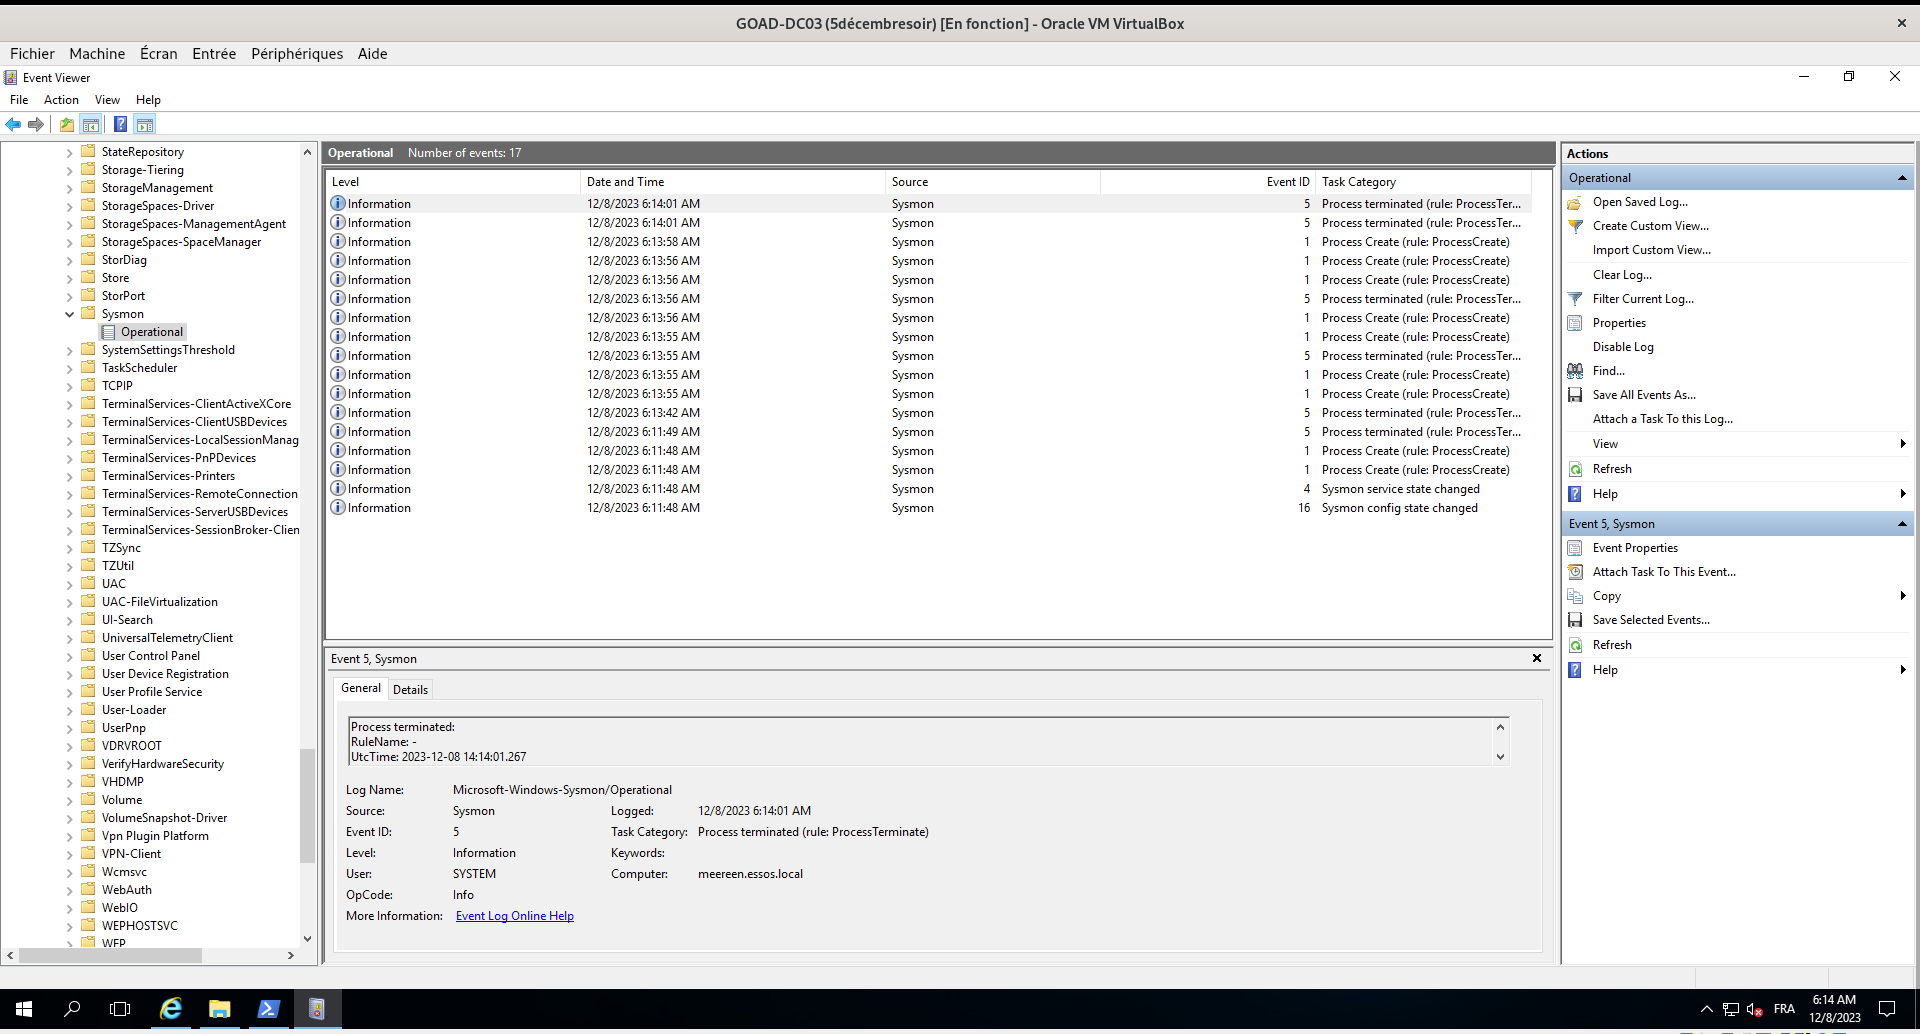 GOAD-DC03 (5décembresoir) [En fonction] - Oracle VM VirtualBox
Fichier Machine Écran Entrée Périphériques Aide
Event Viewer
File Action View Help
StateRepository
Storage-Tiering
StorageManagement
StorageSpaces-Driver
StorageSpaces-ManagementAgent
StorageSpaces-SpaceManager
StorDiag
Store
StorPort
Sysmon
Operational
SystemSettingsThreshold
TaskScheduler
TCPIP
TerminalServices-ClientActiveXCore
TerminalServices-ClientUSBDevices
TerminalServices-LocalSessionManag
TerminalServices-PnPDevices
TerminalServices-Printers
TerminalServices-RemoteConnection
TerminalServices-ServerUSBDevices
TerminalServices-SessionBroker-Clien
TZSync
TZUtil
UAC
UAC-FileVirtualization
UI-Search
UniversalTelemetryClient
User Control Panel
User Device Registration
User Profile Service
User-Loader
UserPnp
VDRVROOT
VerifyHardwareSecurity
VHDMP
Volume
VolumeSnapshot-Driver
Vpn Plugin Platform
VPN-Client
Wcmsvc
WebAuth
WebIO
WEPHOSTSVC
WFP
Operational Number of events: 17
Level Date and Time Source Event ID Task Category
Information 12/8/2023 6:14:01 AM Sysmon 5 Process terminated (rule: ProcessTer...
Information 12/8/2023 6:14:01 AM Sysmon 5 Process terminated (rule: ProcessTer...
Information 12/8/2023 6:13:58 AM Sysmon 1 Process Create (rule: ProcessCreate)
Information 12/8/2023 6:13:56 AM Sysmon 1 Process Create (rule: ProcessCreate)
Information 12/8/2023 6:13:56 AM Sysmon 1 Process Create (rule: ProcessCreate)
Information 12/8/2023 6:13:56 AM Sysmon 5 Process terminated (rule: ProcessTer...
Information 12/8/2023 6:13:56 AM Sysmon 1 Process Create (rule: ProcessCreate)
Information 12/8/2023 6:13:55 AM Sysmon 1 Process Create (rule: ProcessCreate)
Information 12/8/2023 6:13:55 AM Sysmon 5 Process terminated (rule: ProcessTer...
Information 12/8/2023 6:13:55 AM Sysmon 1 Process Create (rule: ProcessCreate)
Information 12/8/2023 6:13:55 AM Sysmon 1 Process Create (rule: ProcessCreate)
Information 12/8/2023 6:13:42 AM Sysmon 5 Process terminated (rule: ProcessTer...
Information 12/8/2023 6:11:49 AM Sysmon 5 Process terminated (rule: ProcessTer...
Information 12/8/2023 6:11:48 AM Sysmon 1 Process Create (rule: ProcessCreate)
Information 12/8/2023 6:11:48 AM Sysmon 1 Process Create (rule: ProcessCreate)
Information 12/8/2023 6:11:48 AM Sysmon 4 Sysmon service state changed
Information 12/8/2023 6:11:48 AM Sysmon 16 Sysmon config state changed
Event 5, Sysmon
General Details
Process terminated:
RuleName: -
UtcTime: 2023-12-08 14:14:01.267
Log Name: Microsoft-Windows-Sysmon/Operational
Source: Sysmon Logged: 12/8/2023 6:14:01 AM
Event ID: 5 Task Category: Process terminated (rule: ProcessTerminate)
Level: Information Keywords:
User: SYSTEM Computer: meereen.essos.local
OpCode: Info
More Information: Event Log Online Help
Actions
Operational
Open Saved Log...
Create Custom View...
Import Custom View...
Clear Log...
Filter Current Log...
Properties
Disable Log
Find...
Save All Events As...
Attach a Task To this Log...
View
Refresh
Help
Event 5, Sysmon
Event Properties
Attach Task To This Event...
Copy
Save Selected Events...
Refresh
Help
FRA
6:14 AM
12/8/2023